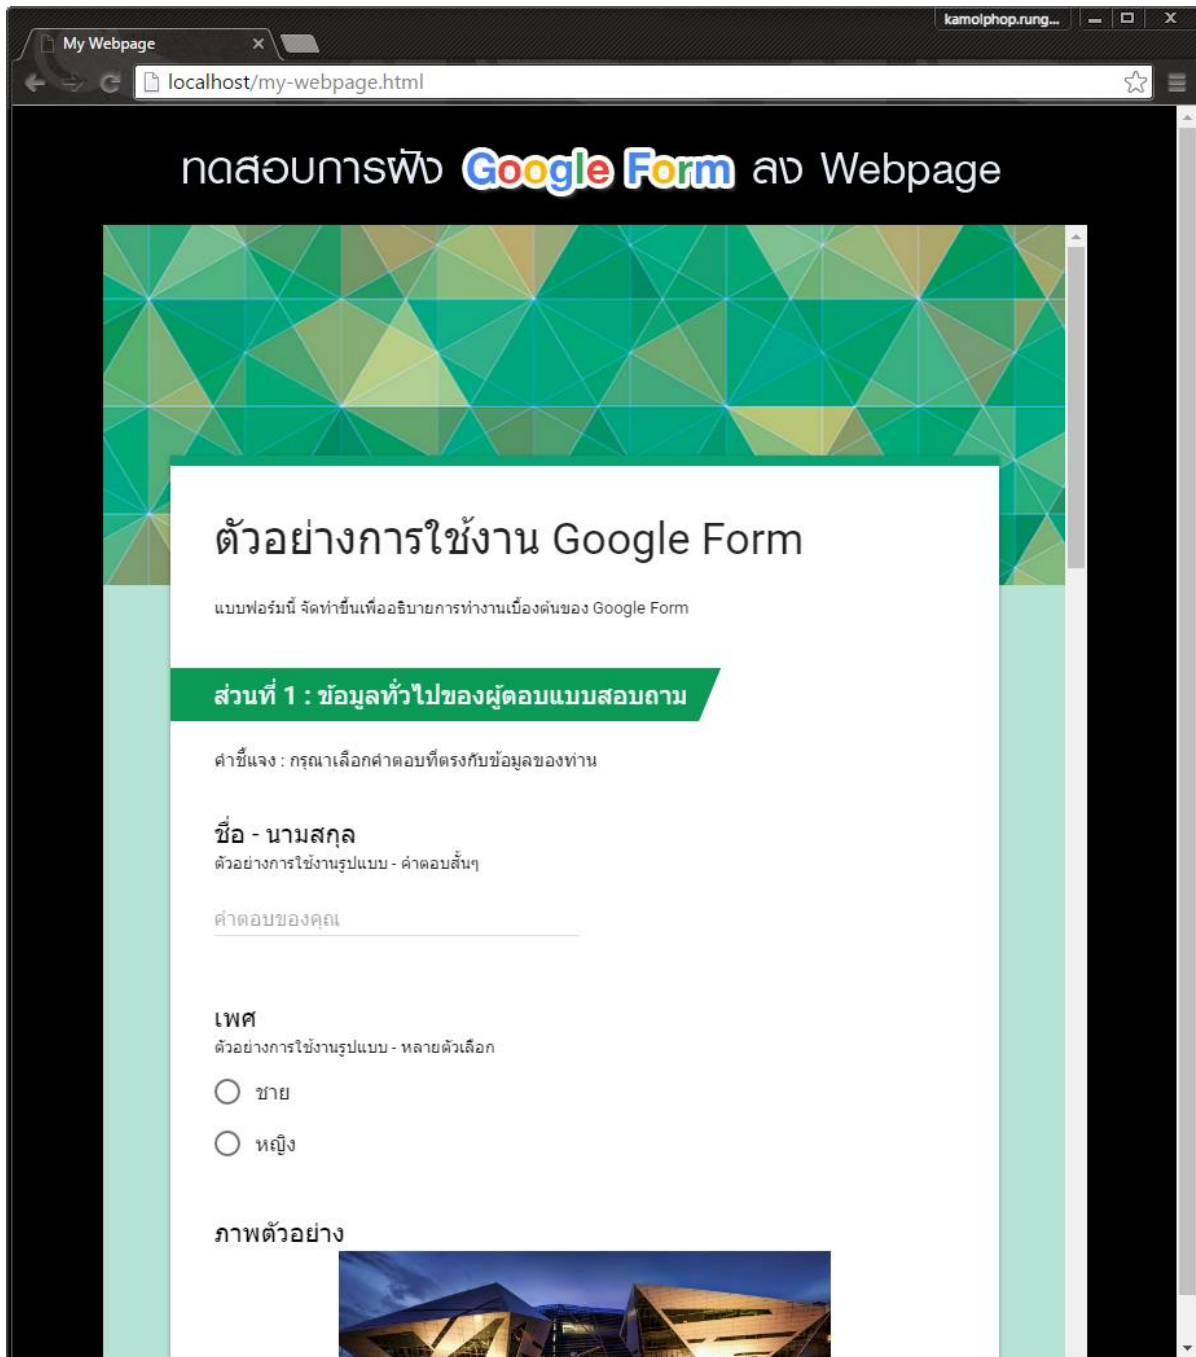 kamolphop.rung...
My Webpage
localhost/my-webpage.html
ทดสอบการฝัง Google Form ลง Webpage
ตัวอย่างการใช้งาน Google Form
แบบฟอร์มนี้ จัดทำขึ้นเพื่ออธิบายการทำงานเบื้องต้นของ Google Form
ส่วนที่ 1 : ข้อมูลทั่วไปของผู้ตอบแบบสอบถาม
คำชี้แจง : กรุณาเลือกคำตอบที่ตรงกับข้อมูลของท่าน
ชื่อ - นามสกุล
ตัวอย่างการใช้งานรูปแบบ - คำตอบสั้นๆ
คำตอบของคุณ
เพศ
ตัวอย่างการใช้งานรูปแบบ - หลายตัวเลือก
ชาย
หญิง
ภาพตัวอย่าง